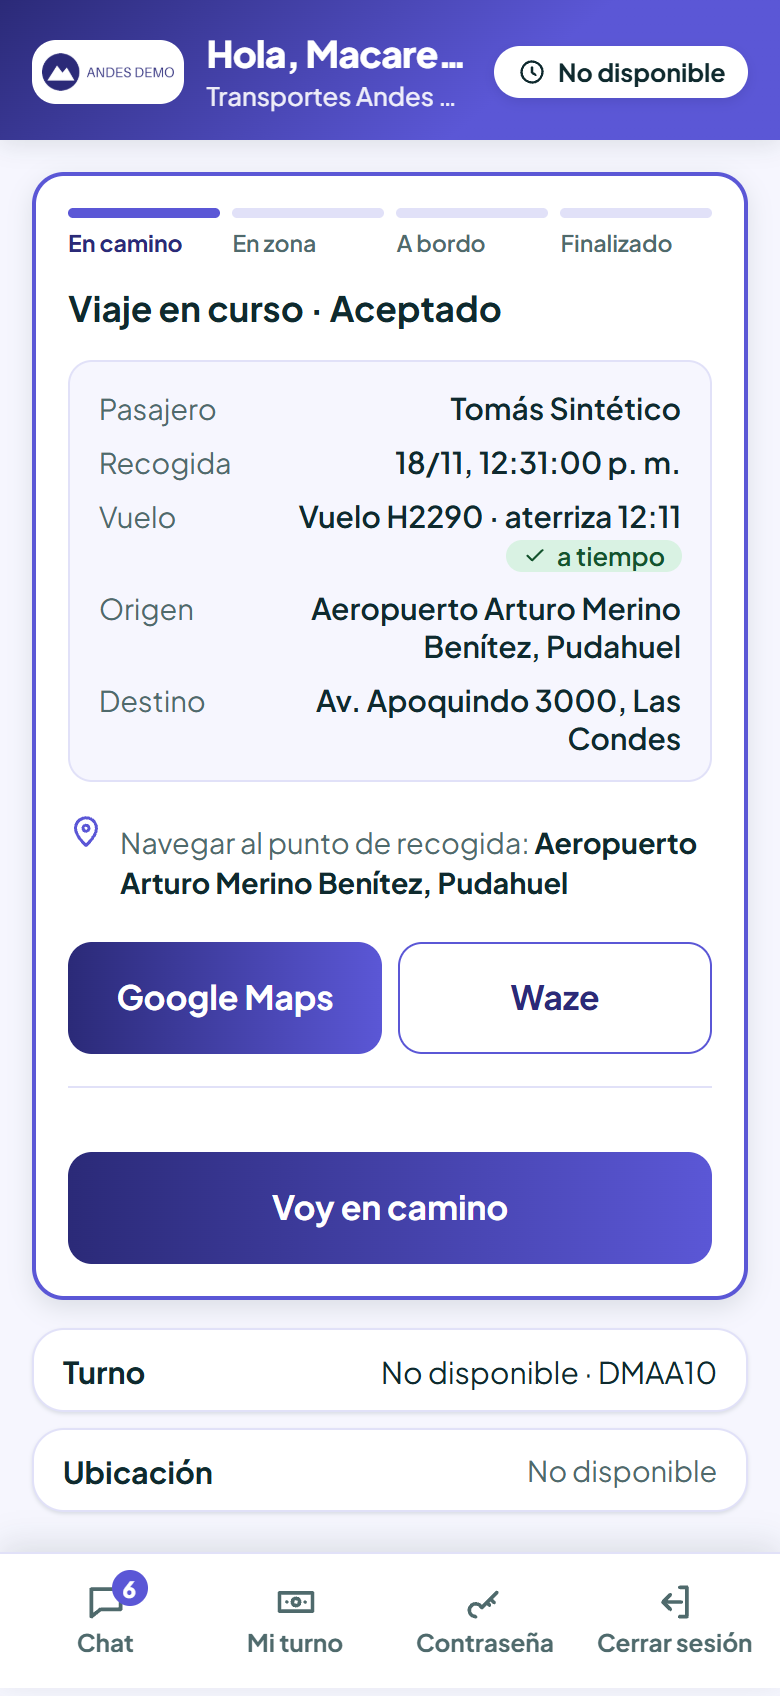 ANDES DEMO
Hola, Macare...
Transportes Andes ...
No disponible
En camino
En zona
A bordo
Finalizado
Viaje en curso · Aceptado
Pasajero
Tomás Sintético
Recogida
18/11, 12:31:00 p. m.
Vuelo
Vuelo H2290 · aterriza 12:11
a tiempo
Origen
Aeropuerto Arturo Merino
Benítez, Pudahuel
Destino
Av. Apoquindo 3000, Las
Condes
Navegar al punto de recogida: Aeropuerto
Arturo Merino Benítez, Pudahuel
Google Maps
Waze
Voy en camino
Turno
No disponible · DMAA10
Ubicación
No disponible
6
Chat
Mi turno
Contraseña
Cerrar sesión